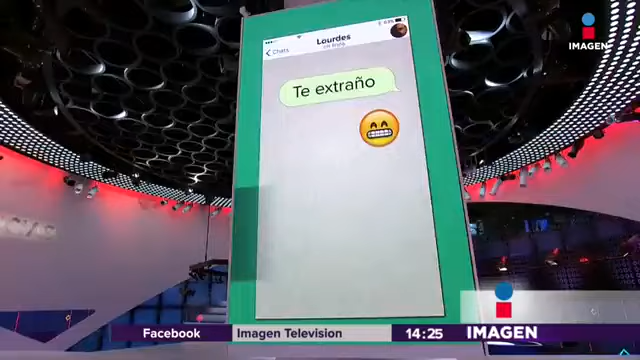 IMAGEN
Lourdes
Chats
Te extraño
Facebook
Imagen Television
14:25
IMAGEN